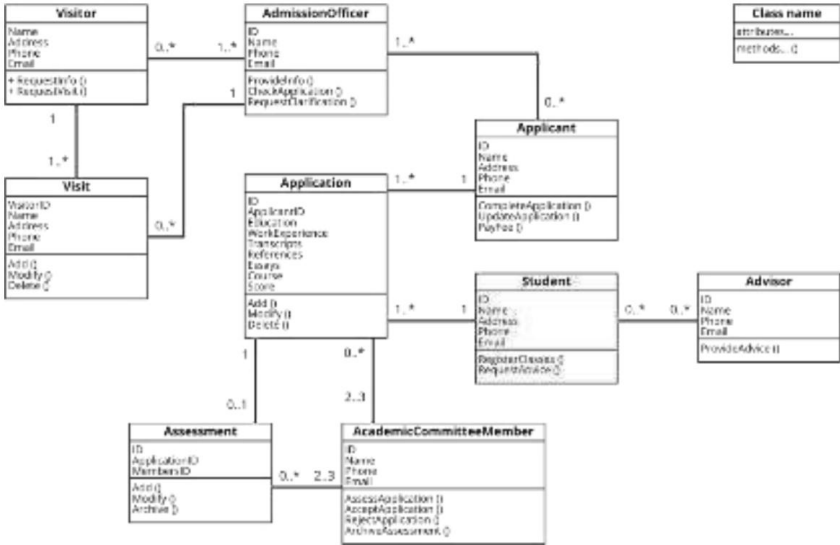 Visitor
Name
Address
Phone
Email
+ RequestInfo ()
+ RequestVisit ()
0..*
1..*
AdmissionOfficer
ID
Name
Phone
Email
ProvideInfo ()
CheckApplication ()
RequestClarification ()
1..*
0..*
Class name
attributes...
methods... ()
1
1..*
1
0..*
Visit
VisitorID
Name
Address
Phone
Email
Add ()
Modify ()
Delete ()
Applicant
ID
Name
Address
Phone
Email
CompleteApplication ()
UpdateApplication ()
PayFee ()
Application
ID
ApplicantID
Education
WorkExperience
Transcripts
References
Essays
Course
Score
Add ()
Modify ()
Delete ()
1..*
1
1..*
1
Student
ID
Name
Address
Phone
Email
RegisterClasses ()
RequestAdvice ()
0..*
0..*
Advisor
ID
Name
Phone
Email
ProvideAdvice ()
1
0..1
0..*
2..3
Assessment
ID
ApplicationID
MembersID
Add ()
Modify ()
Archive ()
0..*
2..3
AcademicCommitteeMember
ID
Name
Phone
Email
AssessApplication ()
AcceptApplication ()
RejectApplication ()
ArchiveAssessment ()